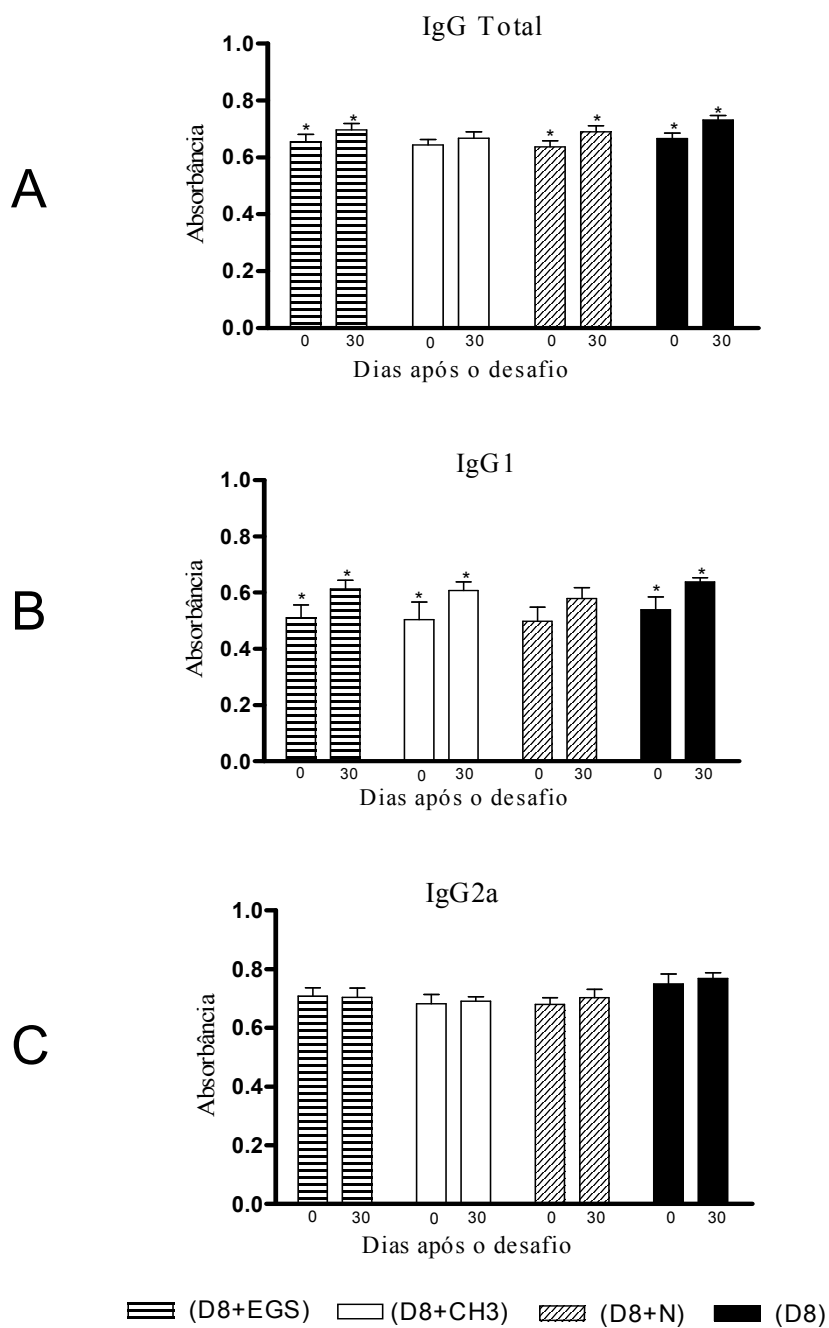 IgG Total
A
Absorbância
1.0
0.8
0.6
0.4
0.2
0.0
* * * * * *
0 30 0 30 0 30 0 30
Dias após o desafio
IgG1
B
Absorbância
1.0
0.8
0.6
0.4
0.2
0.0
* * * * * *
0 30 0 30 0 30 0 30
Dias após o desafio
IgG2a
C
Absorbância
1.0
0.8
0.6
0.4
0.2
0.0
0 30 0 30 0 30 0 30
Dias após o desafio
(D8+EGS) (D8+CH3) (D8+N) (D8)